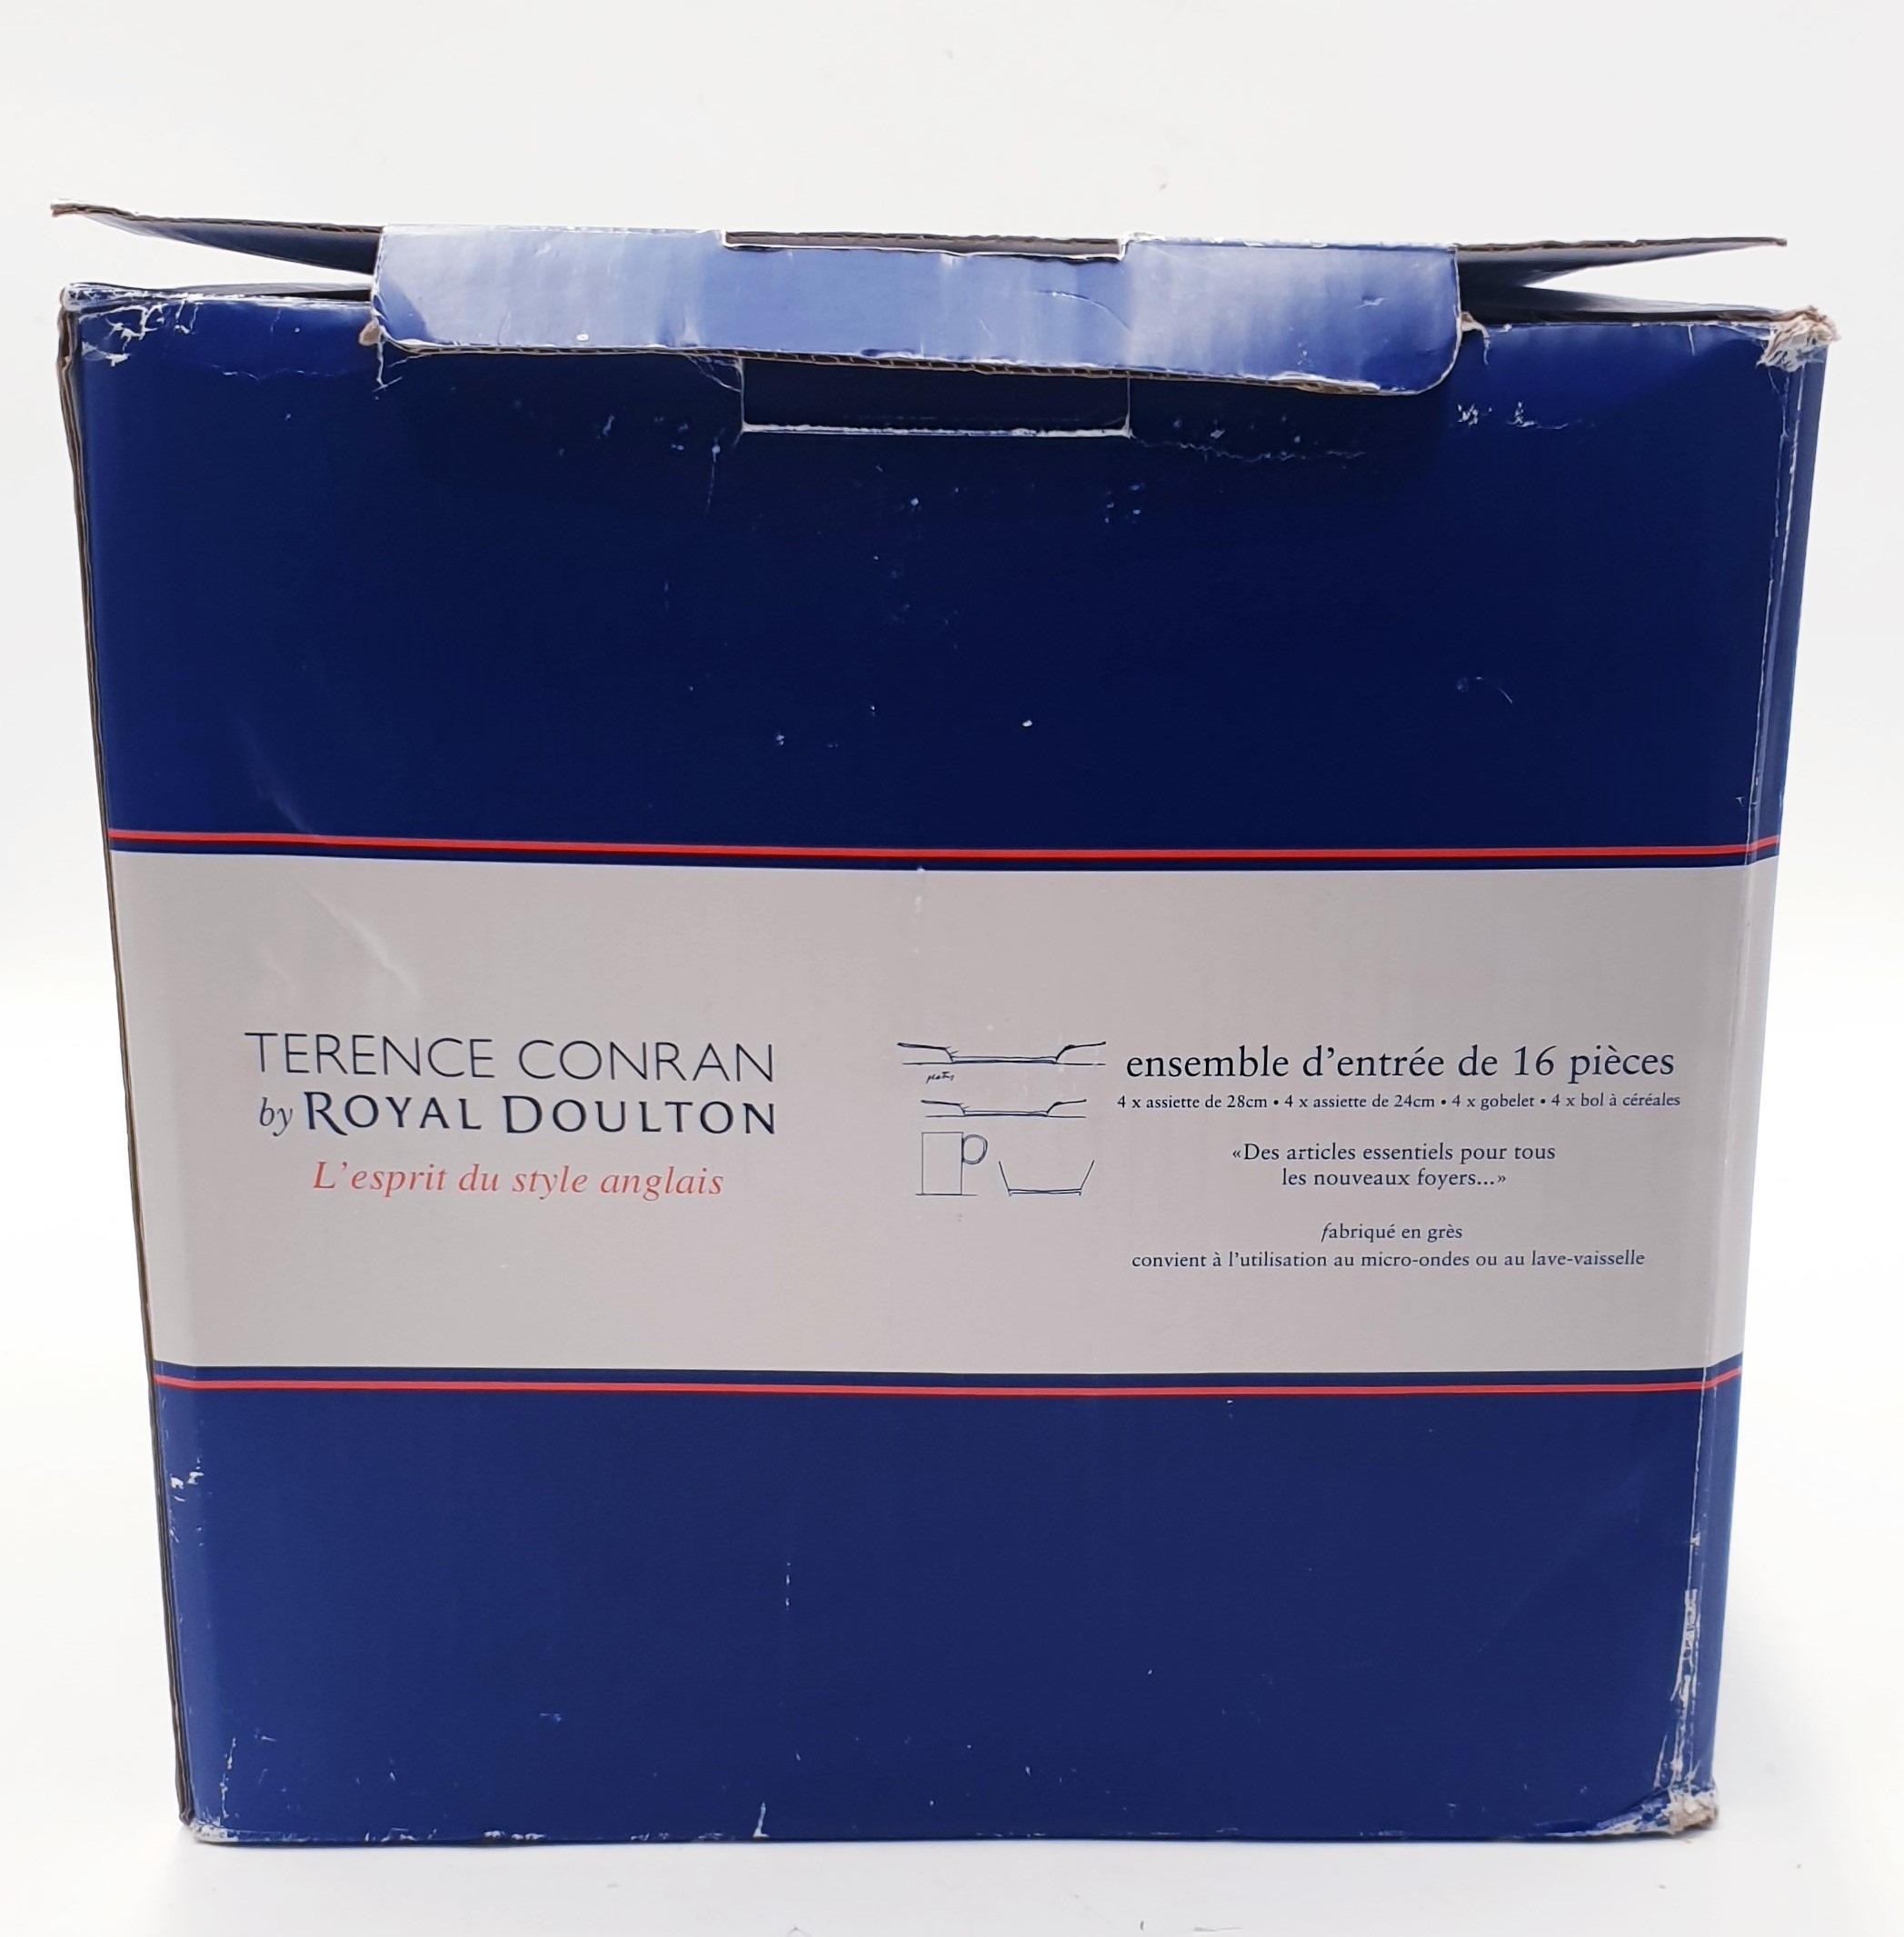 TERENCE CONRAN
by ROYAL DOULTON
L'esprit du style anglais
ensemble d'entrée de 16 pièces
4 x assiette de 28cm • 4 x assiette de 24cm • 4 x gobelet • 4 x bol à céréales
«Des articles essentiels pour tous
les nouveaux foyers...»
fabriqué en grès
convient à l'utilisation au micro-ondes ou au lave-vaisselle